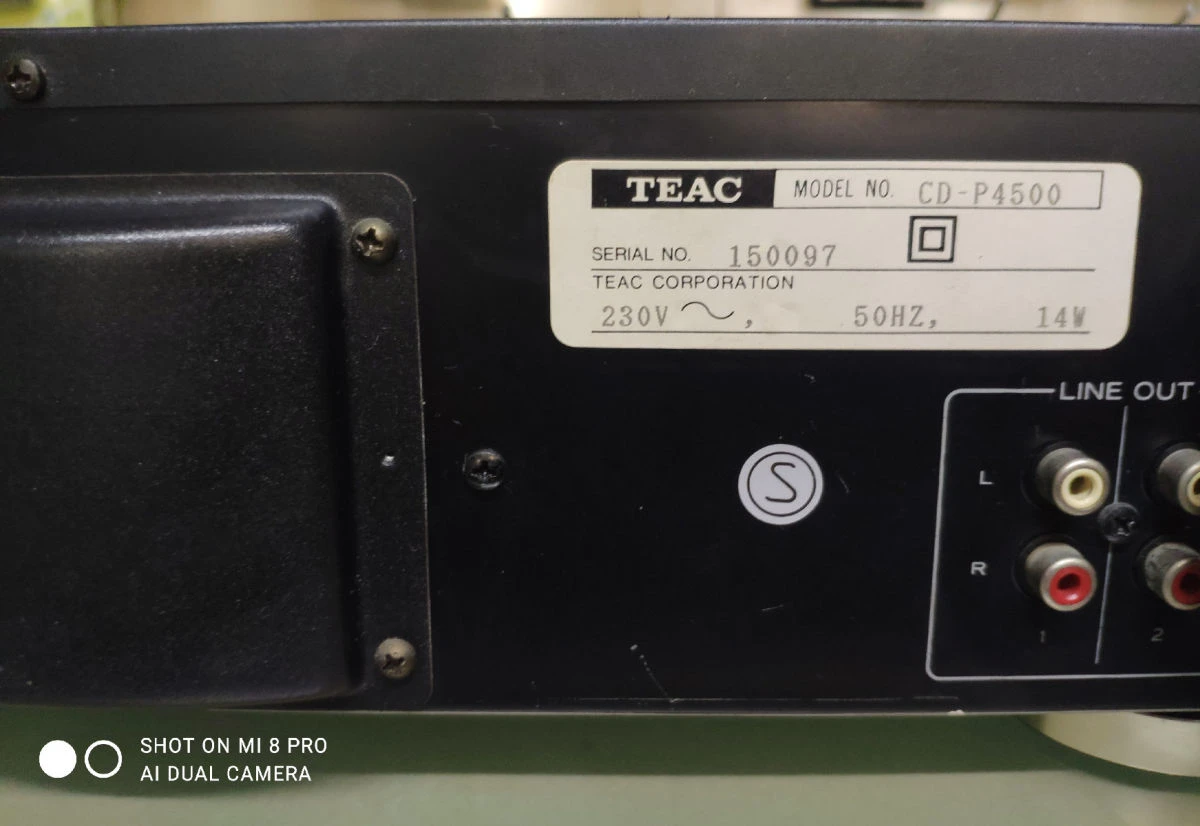 TEAC MODEL NO. CD-P4500
SERIAL NO. 150097
TEAC CORPORATION
230V ~, 50HZ, 14W
LINE OUT
S
L
R
1 2
SHOT ON MI 8 PRO
AI DUAL CAMERA